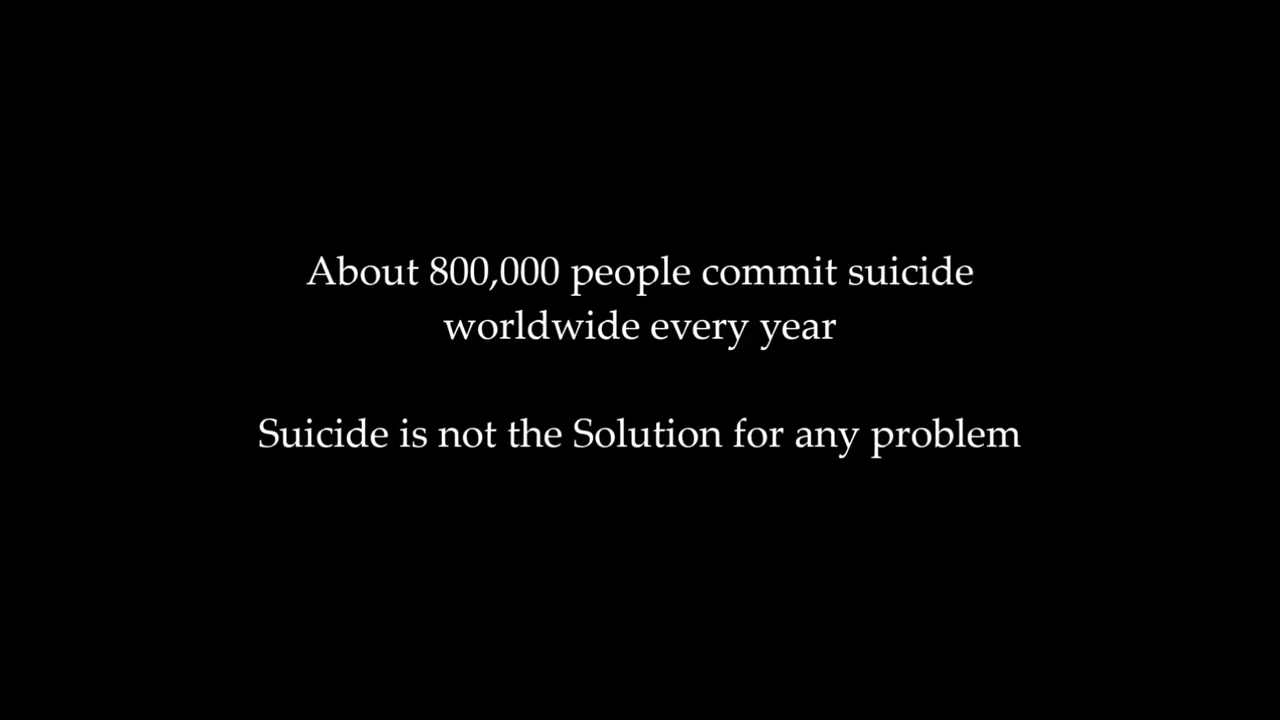 About 800,000 people commit suicide
worldwide every year
Suicide is not the Solution for any problem